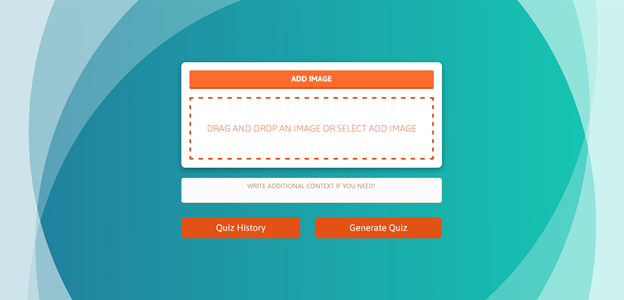 ADD IMAGE
DRAG AND DROP AN IMAGE OR SELECT ADD IMAGE
WRITE ADDITIONAL CONTEXT IF YOU NEED!
Quiz History
Generate Quiz